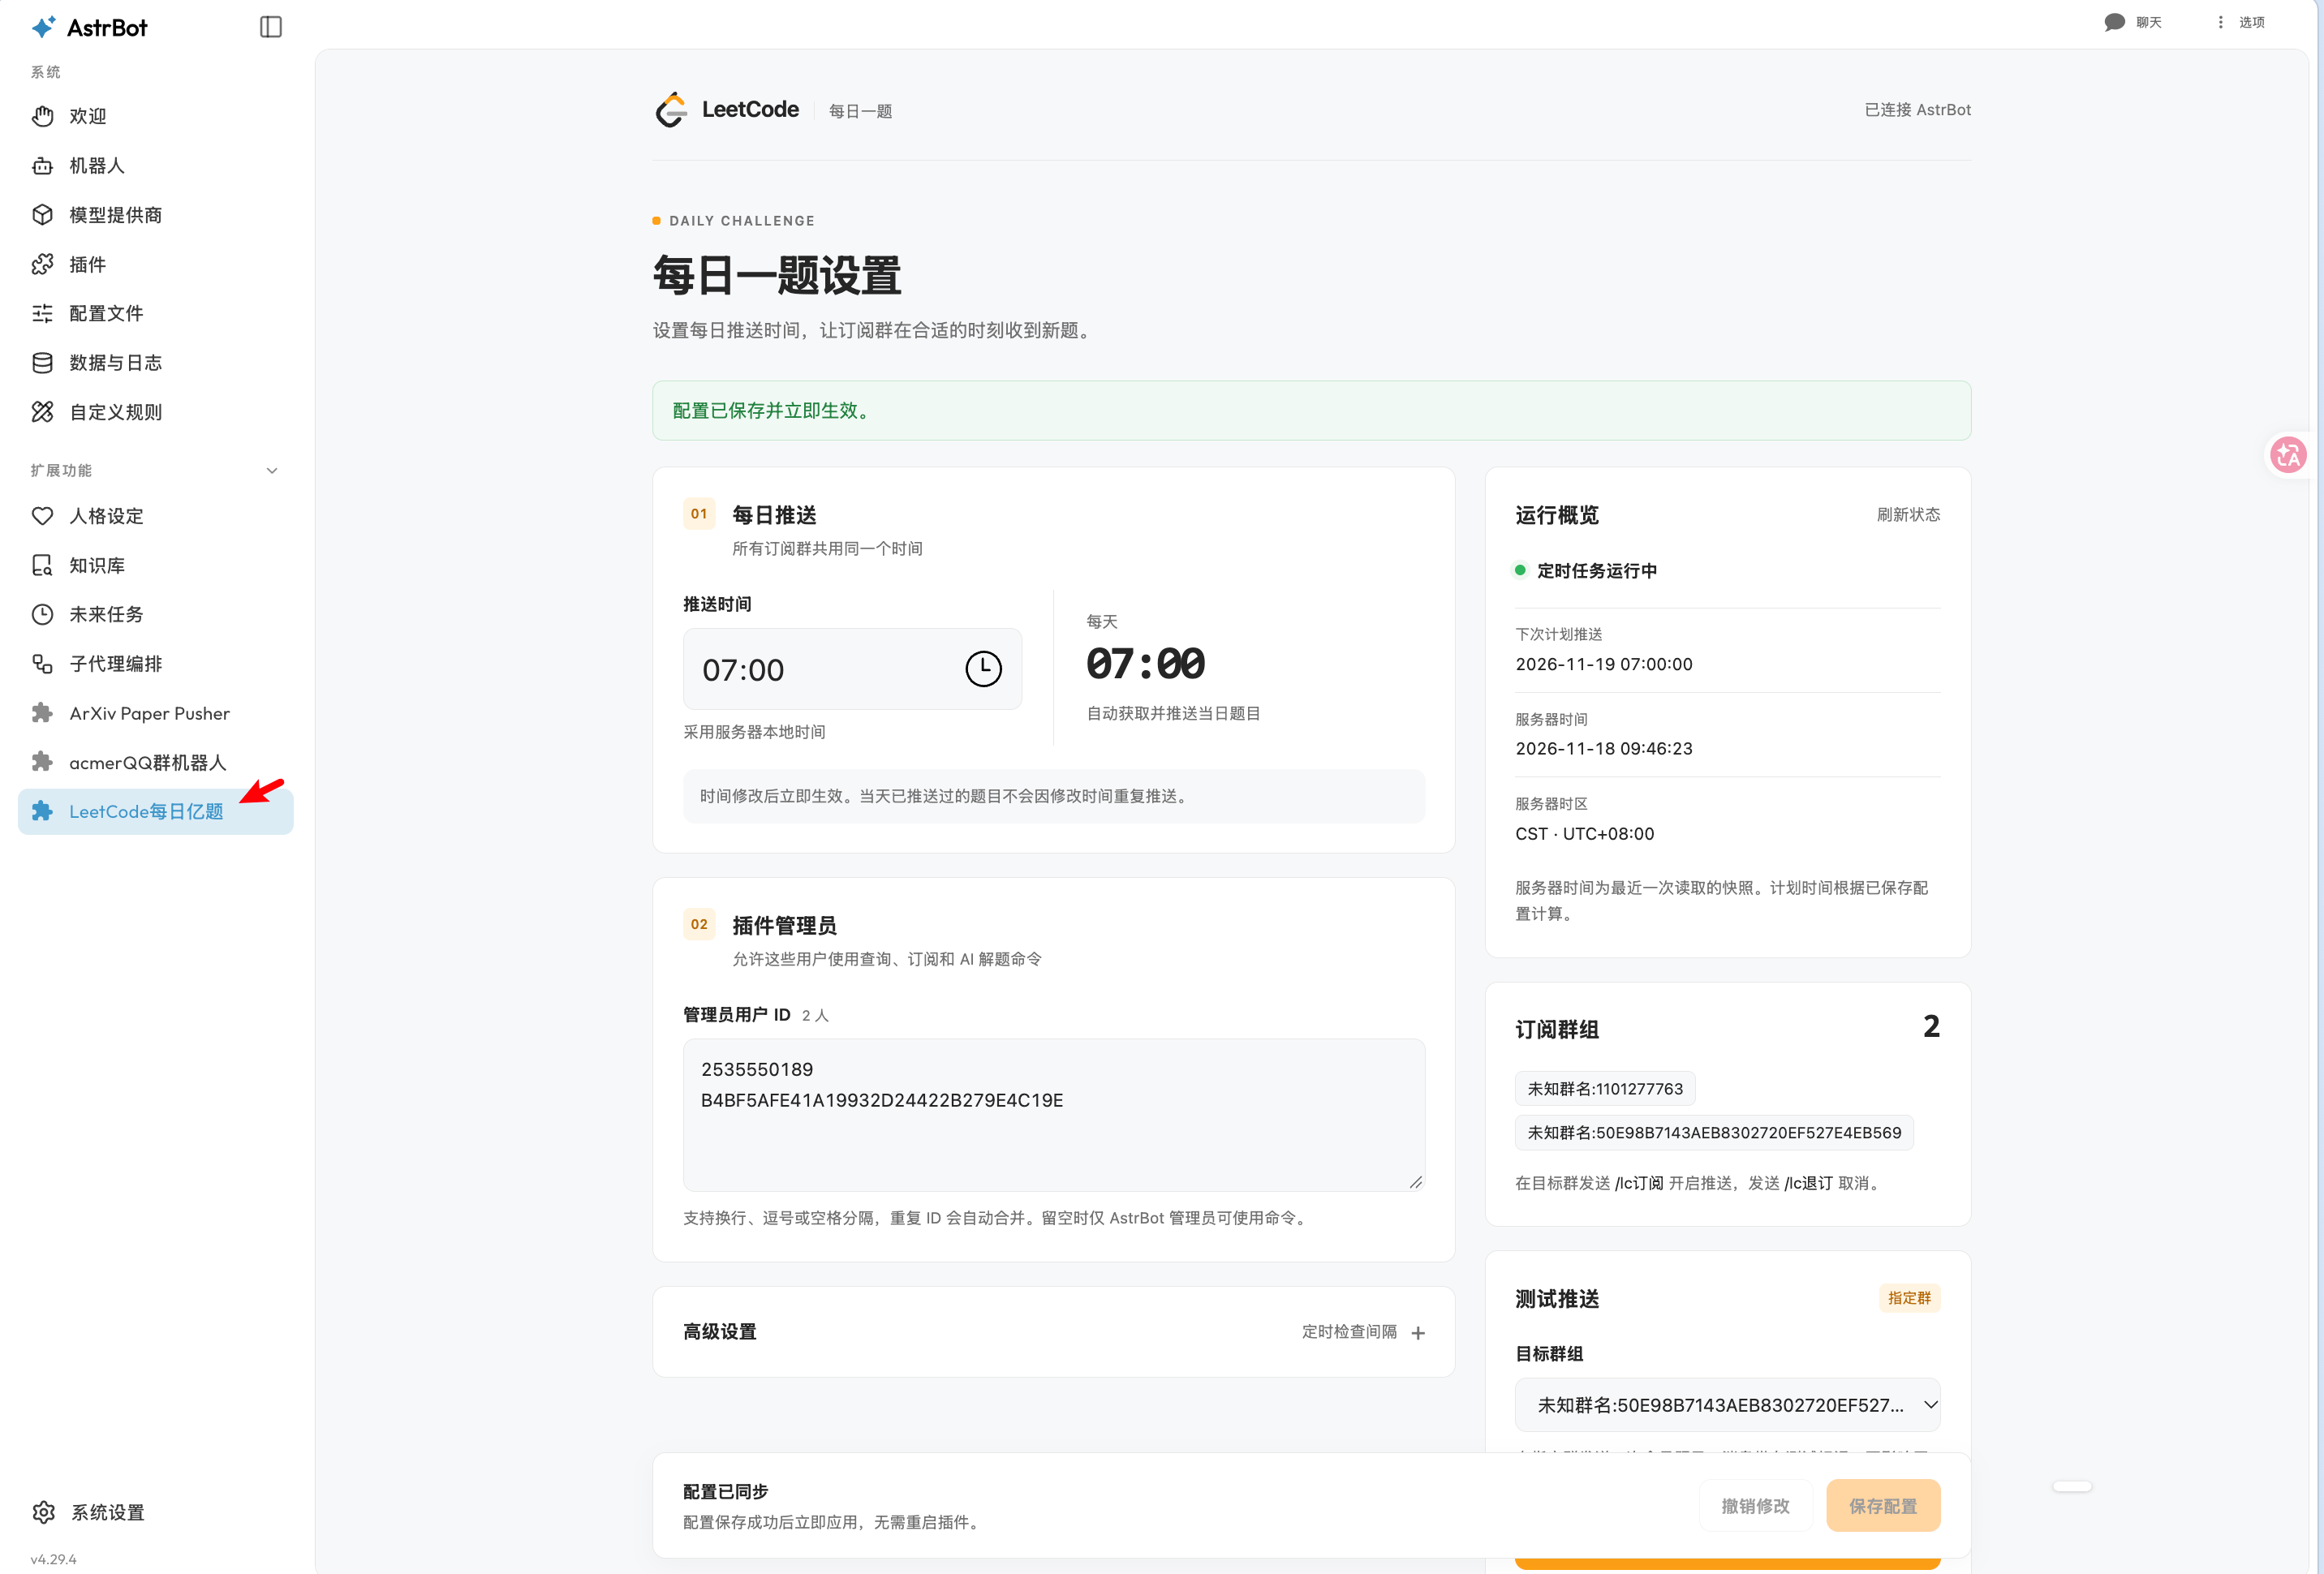 AstrBot
系统
欢迎
机器人
模型提供商
插件
配置文件
数据与日志
自定义规则
扩展功能
人格设定
知识库
未来任务
子代理编排
ArXiv Paper Pusher
acmerQQ群机器人
LeetCode每日亿题
系统设置
v4.29.4
聊天
选项
LeetCode 每日一题
已连接 AstrBot
DAILY CHALLENGE
每日一题设置
设置每日推送时间，让订阅群在合适的时刻收到新题。
配置已保存并立即生效。
01 每日推送
所有订阅群共用同一个时间
推送时间
07:00
采用服务器本地时间
每天
07:00
自动获取并推送当日题目
时间修改后立即生效。当天已推送过的题目不会因修改时间重复推送。
02 插件管理员
允许这些用户使用查询、订阅和 AI 解题命令
管理员用户 ID 2 人
2535550189
B4BF5AFE41A19932D24422B279E4C19E
支持换行、逗号或空格分隔，重复 ID 会自动合并。留空时仅 AstrBot 管理员可使用命令。
高级设置
定时检查间隔 +
运行概览
刷新状态
定时任务运行中
下次计划推送
2026-11-19 07:00:00
服务器时间
2026-11-18 09:46:23
服务器时区
CST · UTC+08:00
服务器时间为最近一次读取的快照。计划时间根据已保存配
置计算。
订阅群组
2
未知群名:1101277763
未知群名:50E98B7143AEB8302720EF527E4EB569
在目标群发送 /lc订阅 开启推送，发送 /lc退订 取消。
测试推送
指定群
目标群组
未知群名:50E98B7143AEB8302720EF527...
配置已同步
配置保存成功后立即应用，无需重启插件。
撤销修改
保存配置